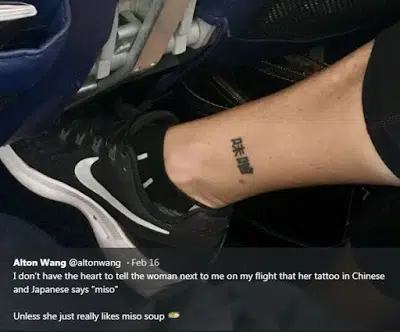 味噌
Alton Wang @altonwang · Feb 16
I don't have the heart to tell the woman next to me on my flight that her tattoo in Chinese
and Japanese says "miso"
Unless she just really likes miso soup 🍜